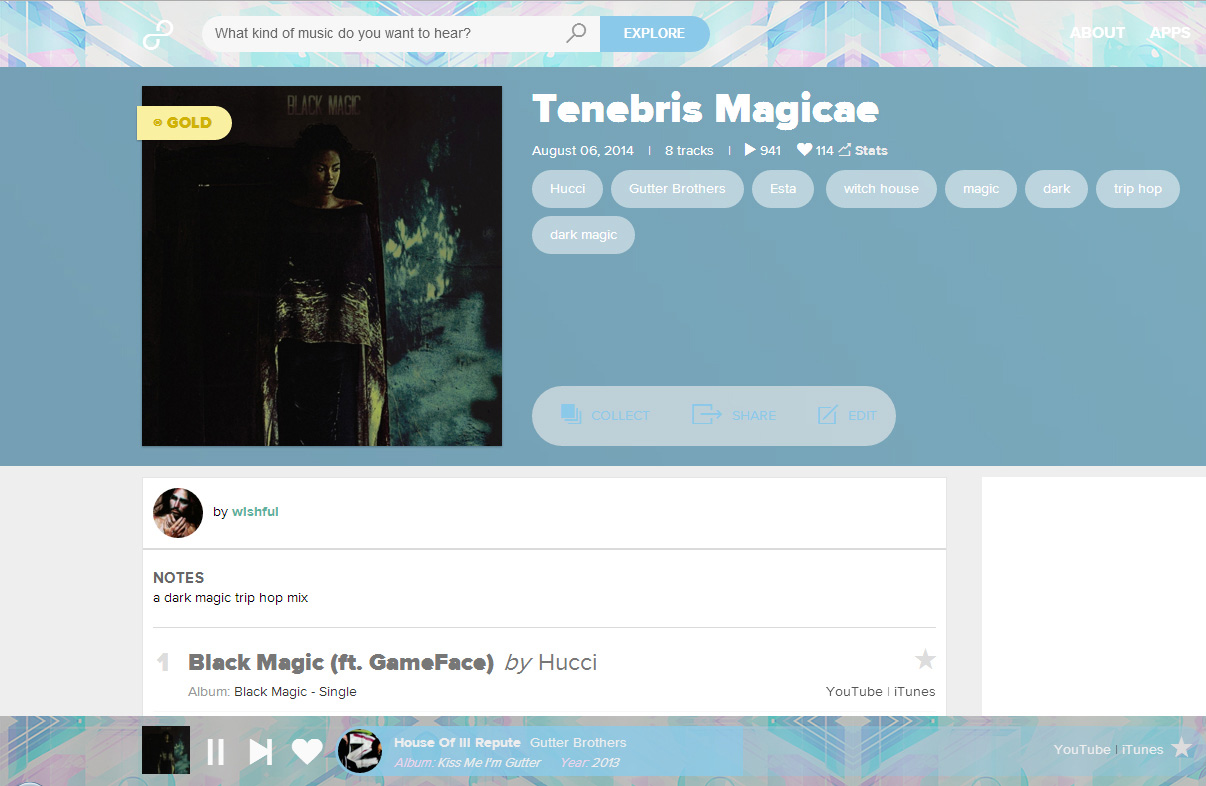 What kind of music do you want to hear?
EXPLORE
ABOUT APPS
BLACK MAGIC
GOLD
Tenebris Magicae
August 06, 2014 | 8 tracks | 941 114 Stats
Hucci Gutter Brothers Esta witch house magic dark trip hop
dark magic
COLLECT SHARE EDIT
by wishful
NOTES
a dark magic trip hop mix
1 Black Magic (ft. GameFace) by Hucci
Album: Black Magic - Single YouTube | iTunes
House Of Ill Repute Gutter Brothers
Album: Kiss Me I'm Gutter Year: 2013
YouTube | iTunes